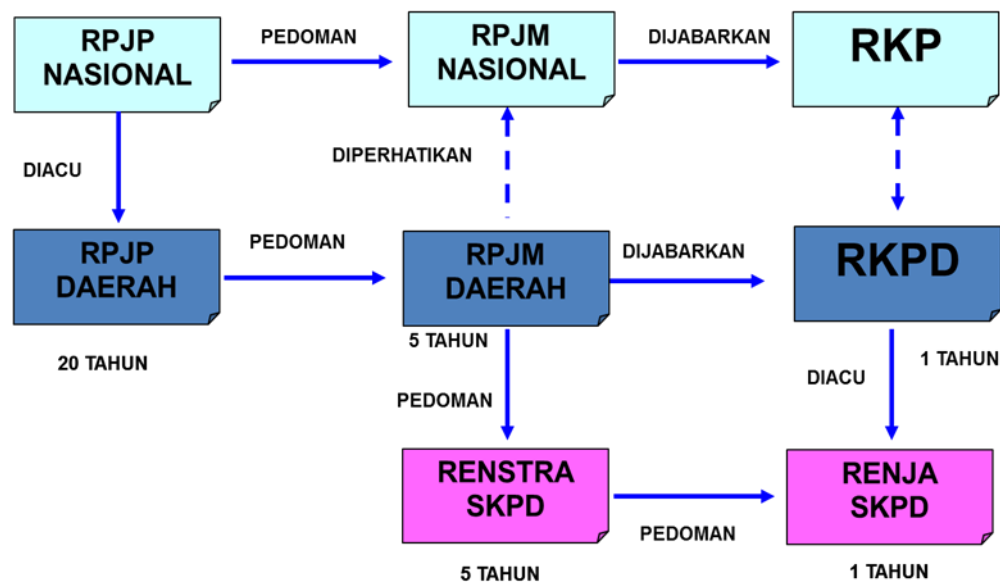 RPJP
NASIONAL
PEDOMAN
RPJM
NASIONAL
DIJABARKAN
RKP
DIACU
DIPERHATIKAN
RPJP
DAERAH
PEDOMAN
RPJM
DAERAH
DIJABARKAN
RKPD
20 TAHUN
5 TAHUN
1 TAHUN
PEDOMAN
DIACU
RENSTRA
SKPD
PEDOMAN
RENJA
SKPD
5 TAHUN
1 TAHUN